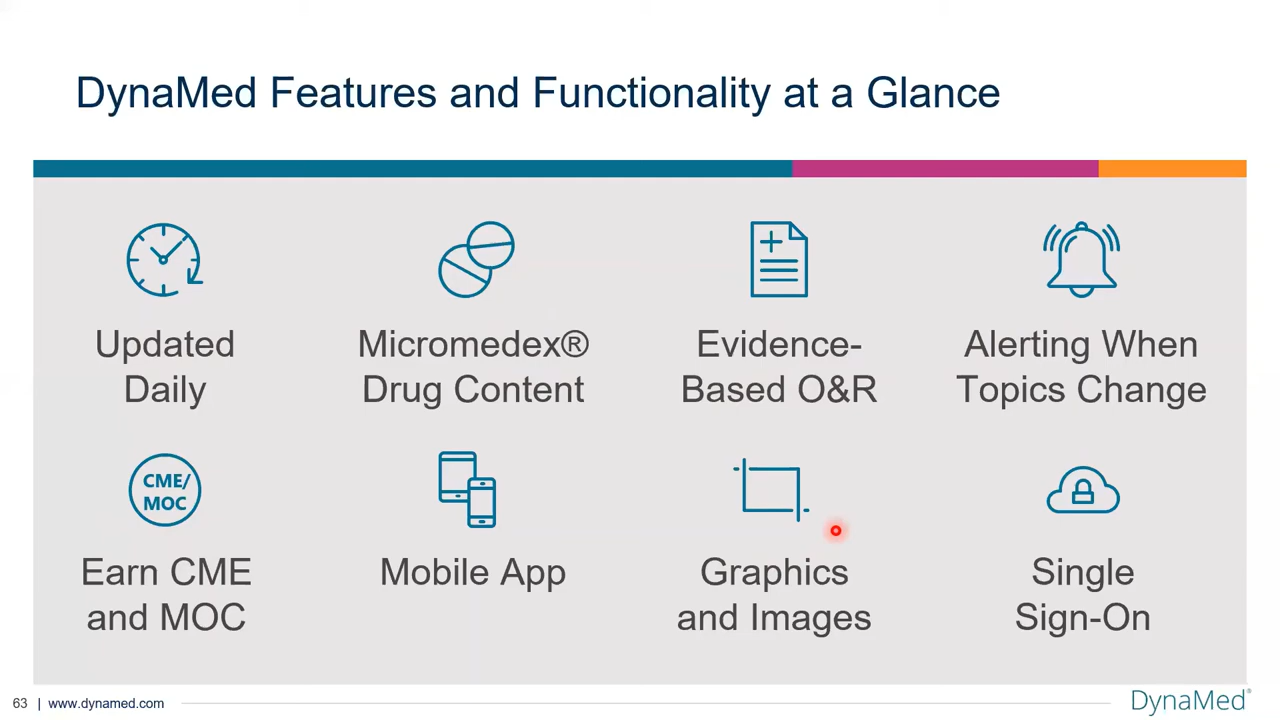 DynaMed Features and Functionality at a Glance
Updated
Daily
Micromedex®
Drug Content
Evidence-
Based O&R
Alerting When
Topics Change
CME/
MOC
Earn CME
and MOC
Mobile App
Graphics
and Images
Single
Sign-On
63 | www.dynamed.com
DynaMed®